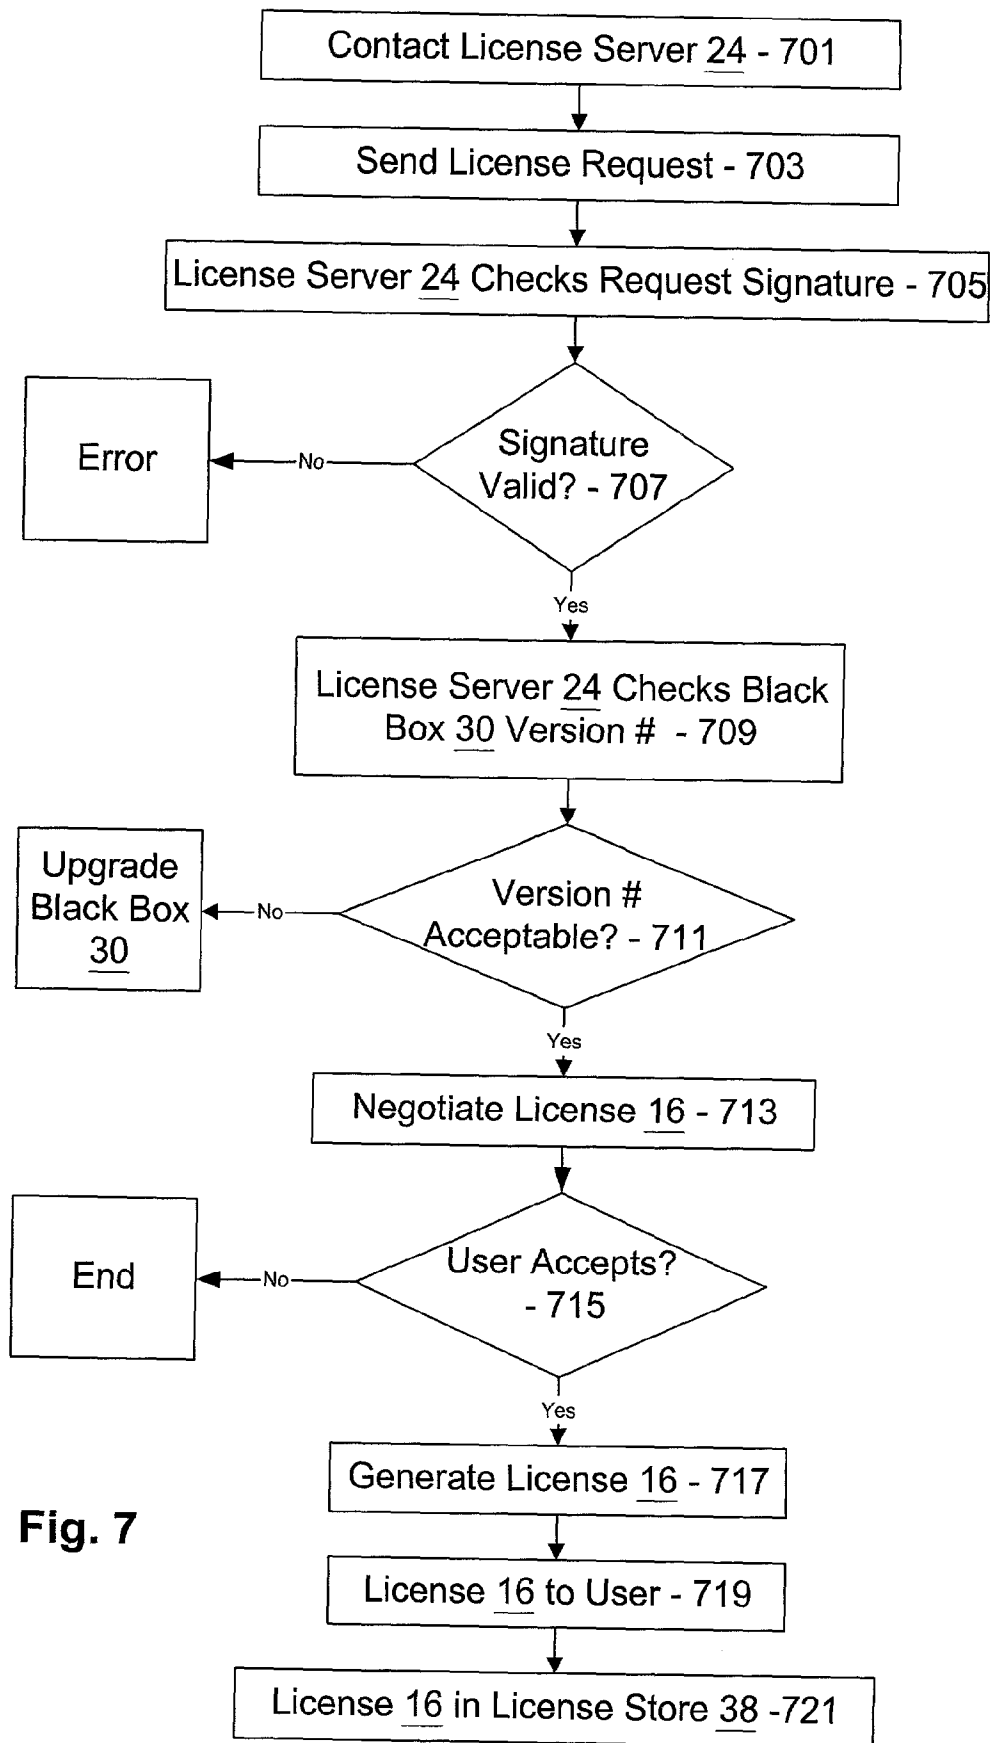 Contact License Server 24 - 701
Send License Request - 703
License Server 24 Checks Request Signature - 705
Signature
Valid? - 707
No
Error
Yes
License Server 24 Checks Black
Box 30 Version # - 709
Version #
Acceptable? - 711
No
Upgrade
Black Box
30
Yes
Negotiate License 16 - 713
User Accepts?
- 715
No
End
Yes
Generate License 16 - 717
License 16 to User - 719
License 16 in License Store 38 -721
Fig. 7